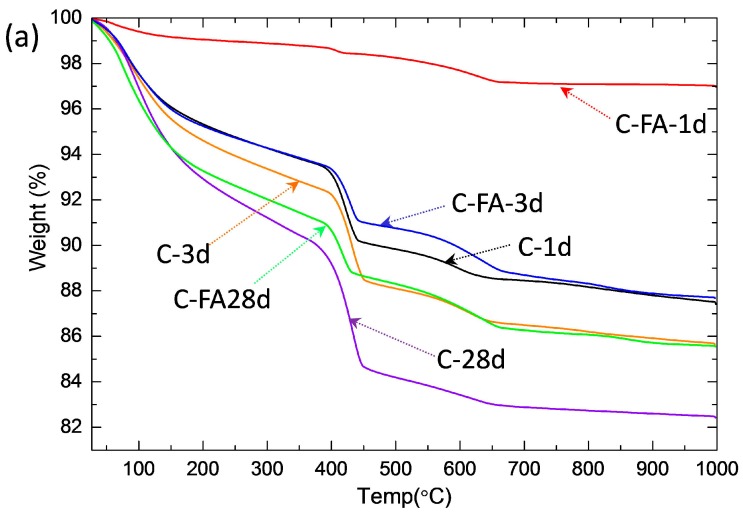 (a)
100
98
96
94
92
90
88
86
84
82
Weight (%)
C-FA-1d
C-FA-3d
C-1d
C-3d
C-FA28d
C-28d
100 200 300 400 500 600 700 800 900 1000
Temp(°C)